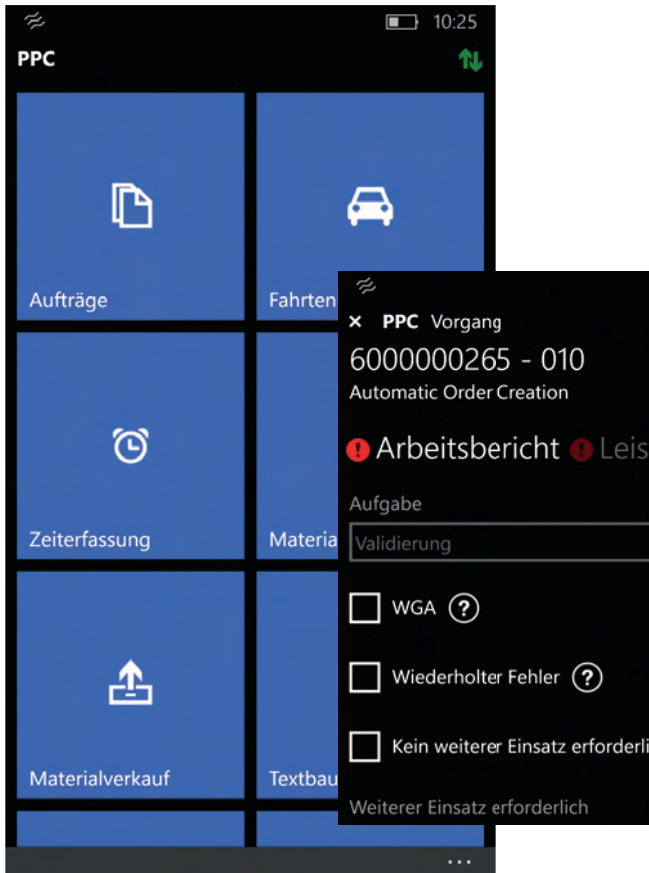 10:25
PPC
Aufträge
Fahrten
Zeiterfassung
Materia
Materialverkauf
Textbau
...
× PPC Vorgang
6000000265 - 010
Automatic Order Creation
! Arbeitsbericht ! Leis
Aufgabe
Validierung
WGA ?
Wiederholter Fehler ?
Kein weiterer Einsatz erforderli
Weiterer Einsatz erforderlich